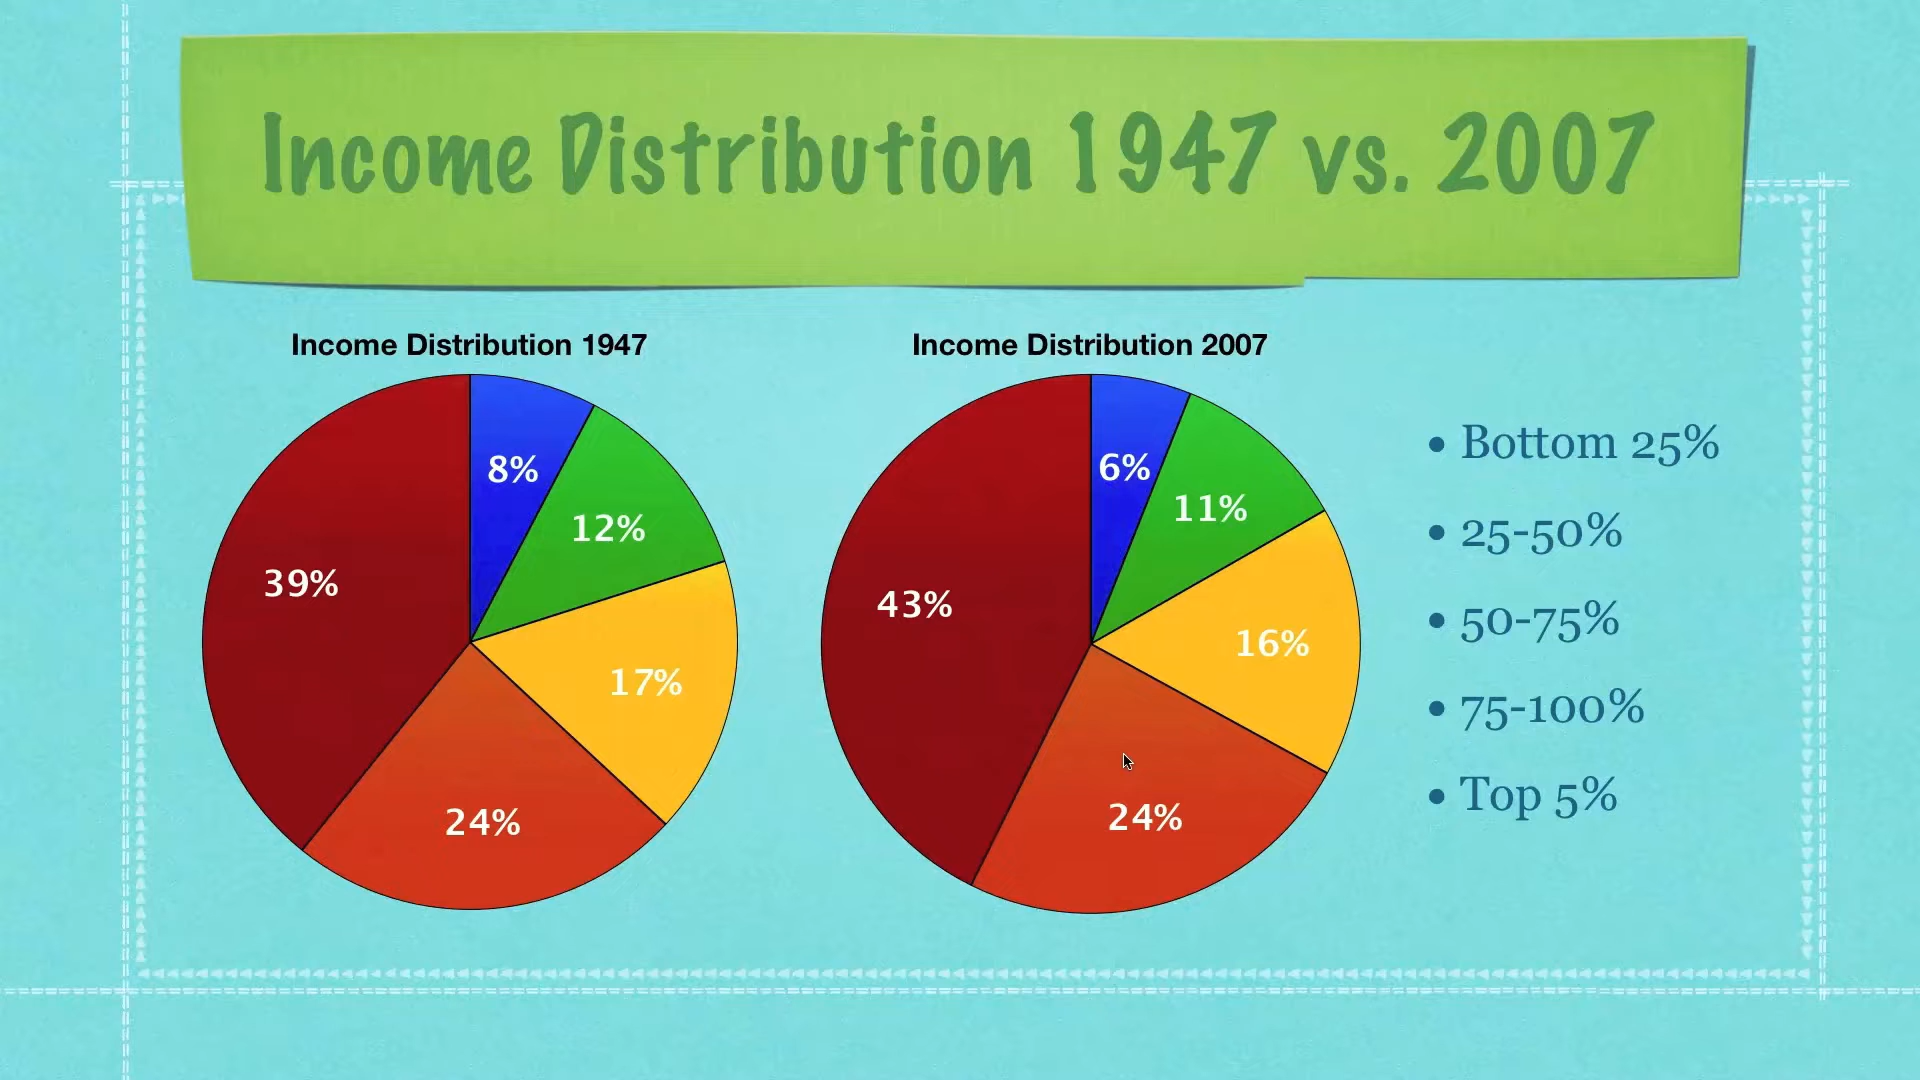 Income Distribution 1947 vs. 2007
Income Distribution 1947
8%
12%
17%
24%
39%
Income Distribution 2007
6%
11%
16%
24%
43%
• Bottom 25%
• 25-50%
• 50-75%
• 75-100%
• Top 5%